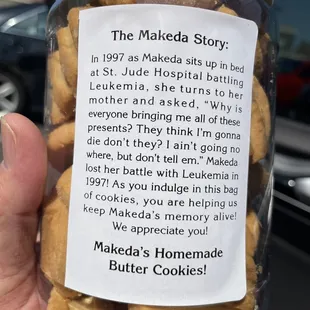 The Makeda Story:
In 1997 as Makeda sits up in bed
at St. Jude Hospital battling
Leukemia, she turns to her
mother and asked, "Why is
everyone bringing me all of these
presents? They think I'm gonna
die don't they? I ain't going no
where, but don't tell em." Makeda
lost her battle with Leukemia in
1997! As you indulge in this bag
of cookies, you are helping us
keep Makeda's memory alive!
We appreciate you!
Makeda's Homemade
Butter Cookies!